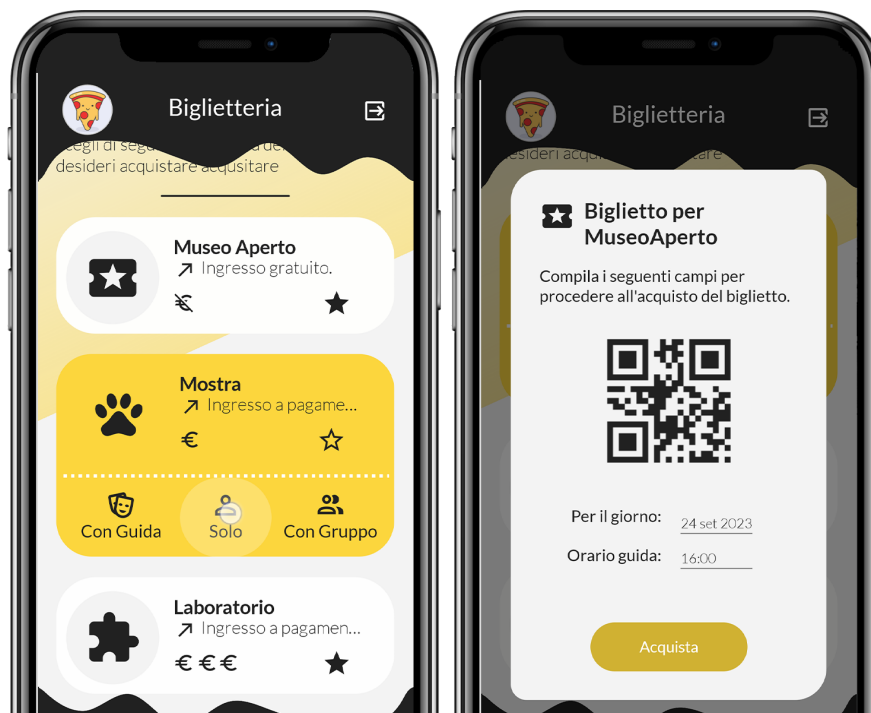 Biglietteria
desideri acquistare acqusitare
Museo Aperto
Ingresso gratuito.
Mostra
Ingresso a pagame...
€
Con Guida Solo Con Gruppo
Laboratorio
Ingresso a pagamen...
€ € €
Biglietteria
Biglietto per
MuseoAperto
Compila i seguenti campi per
procedere all'acquisto del biglietto.
Per il giorno: 24 set 2023
Orario guida: 16:00
Acquista